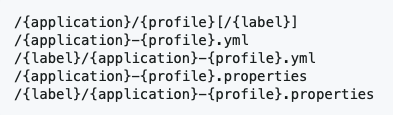 /{application}/{profile}[/{label}]
/{application}-{profile}.yml
/{label}/{application}-{profile}.yml
/{application}-{profile}.properties
/{label}/{application}-{profile}.properties